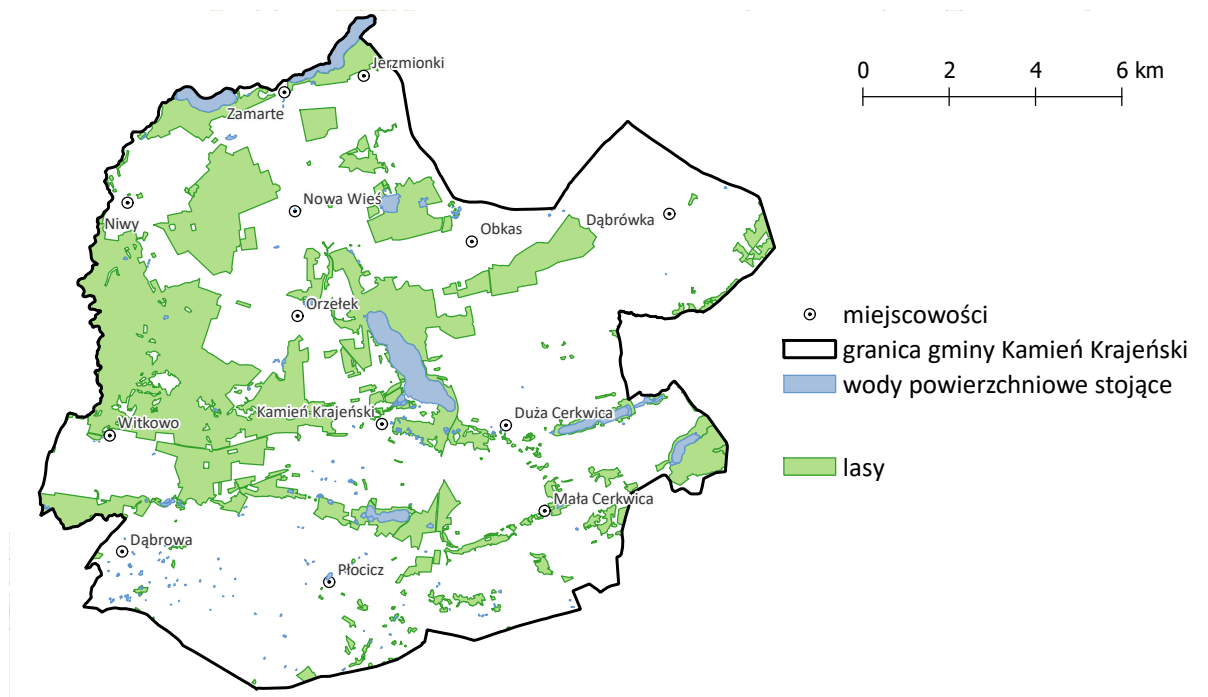 Jerzmionki
0 2 4 6 km
Zamarte
Nowa Wieś
Niwy
Obkas
Dąbrówka
Orzełek
miejscowości
granica gminy Kamień Krajeński
wody powierzchniowe stojące
Kamień Krajeński
Duża Cerkwica
Witkowo
lasy
Mała Cerkwica
Dąbrowa
Płocicz